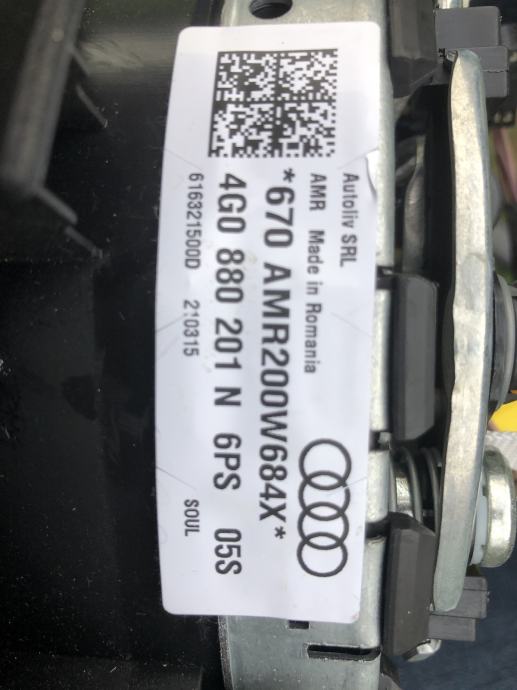 Autoliv SRL
AMR Made in Romania
*670 AMR200W684X*
4G0 880 201 N 6PS 05S
616321500D 210315 SOUL